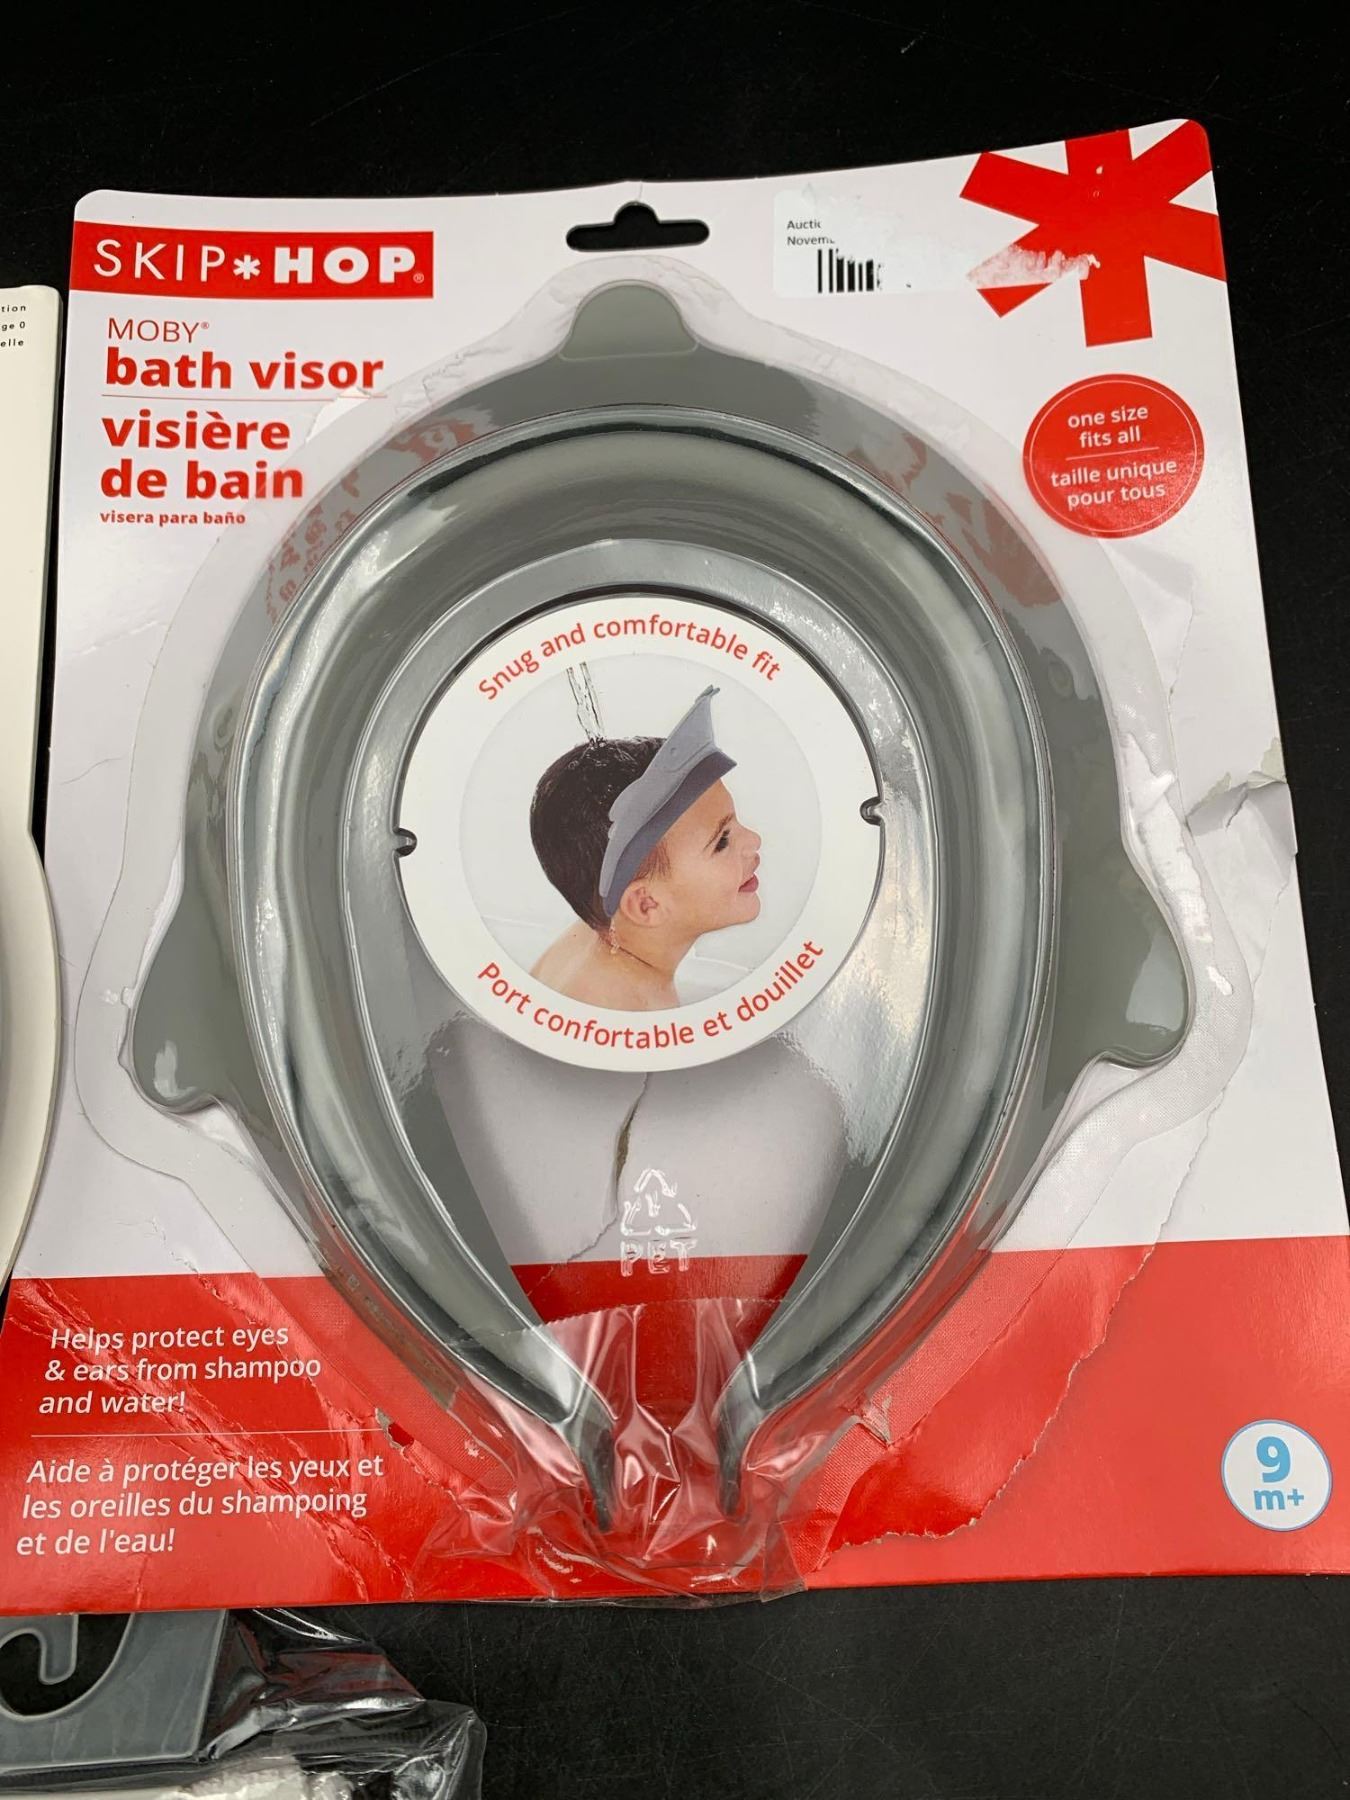 SKIP*HOP®
MOBY®
bath visor
visière
de bain
visera para baño
one size
fits all
taille unique
pour tous
Snug and comfortable fit
Port confortable et douillet
PET
Helps protect eyes
& ears from shampoo
and water!
Aide à protéger les yeux et
les oreilles du shampoing
et de l'eau!
9
m+